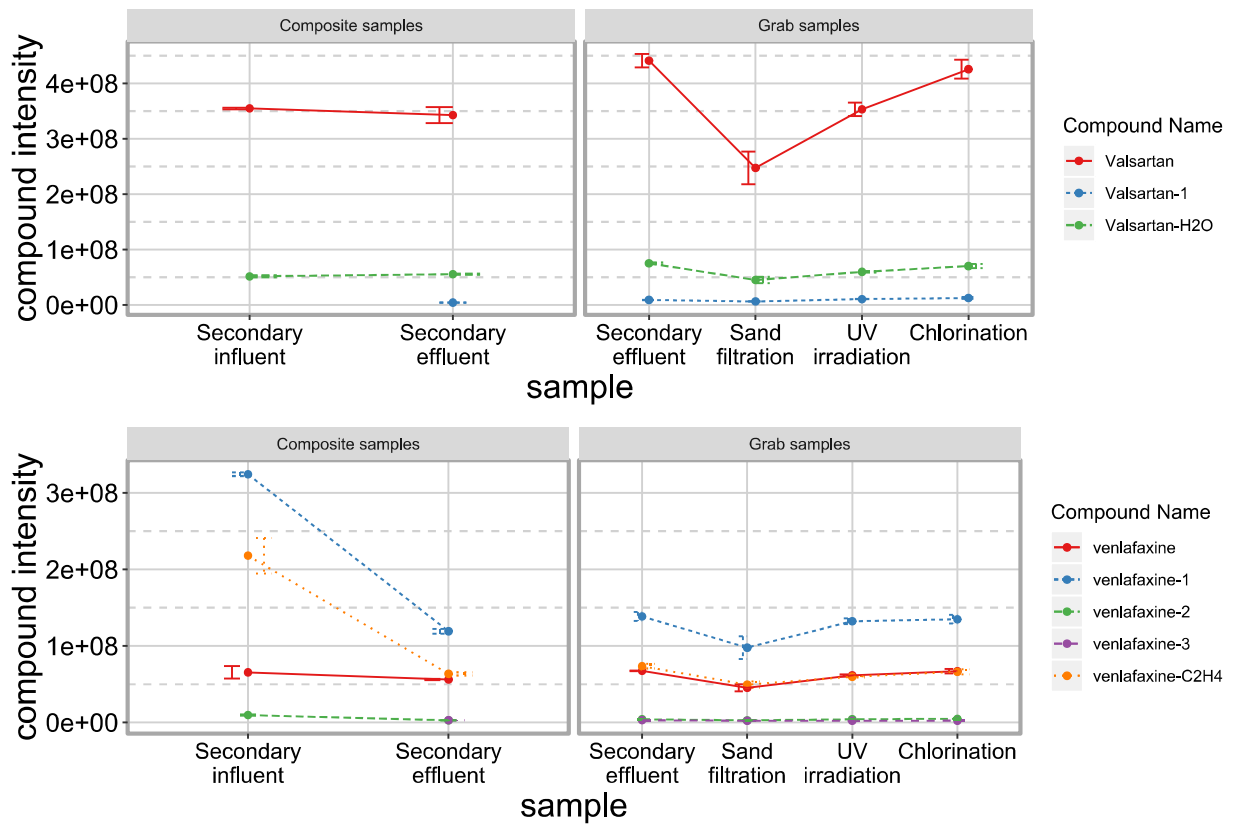 Composite samples
Grab samples
compound intensity
4e+08
3e+08
2e+08
1e+08
0e+00
Secondary
influent
Secondary
effluent
Secondary
effluent
Sand
filtration
UV
irradiation
Chlorination
sample
Compound Name
Valsartan
Valsartan-1
Valsartan-H2O
Composite samples
Grab samples
compound intensity
3e+08
2e+08
1e+08
0e+00
Secondary
influent
Secondary
effluent
Secondary
effluent
Sand
filtration
UV
irradiation
Chlorination
sample
Compound Name
venlafaxine
venlafaxine-1
venlafaxine-2
venlafaxine-3
venlafaxine-C2H4